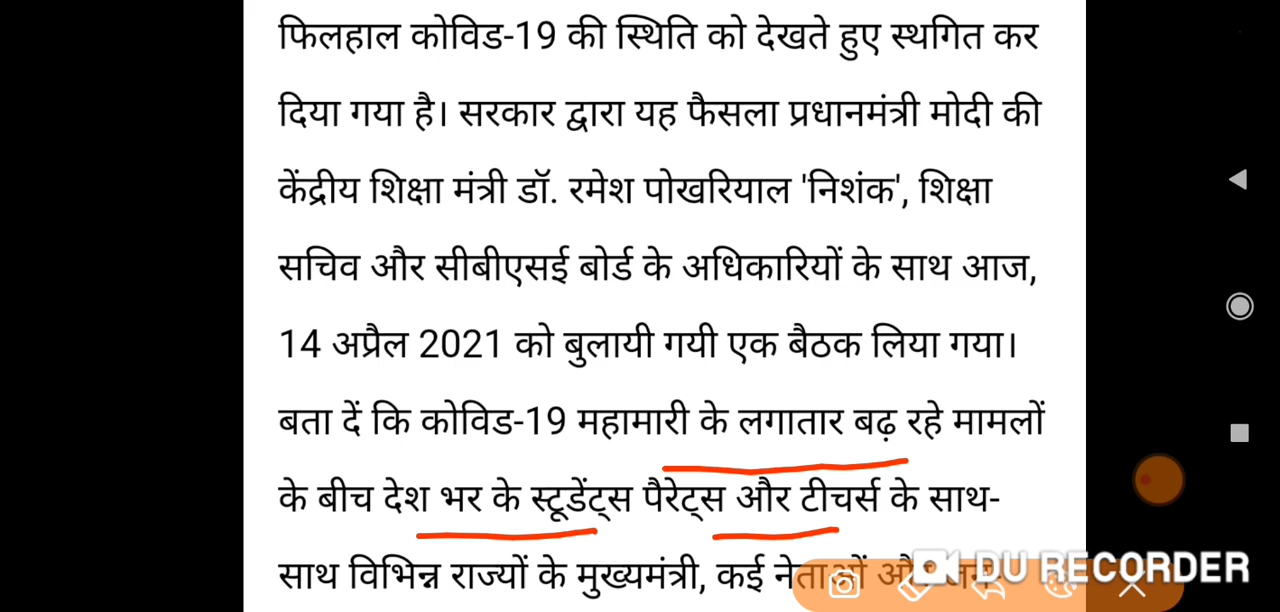 फिलहाल कोविड-19 की स्थिति को देखते हुए स्थगित कर
दिया गया है। सरकार द्वारा यह फैसला प्रधानमंत्री मोदी की
केंद्रीय शिक्षा मंत्री डॉ. रमेश पोखरियाल 'निशंक', शिक्षा
सचिव और सीबीएसई बोर्ड के अधिकारियों के साथ आज,
14 अप्रैल 2021 को बुलायी गयी एक बैठक लिया गया।
बता दें कि कोविड-19 महामारी के लगातार बढ़ रहे मामलों
के बीच देश भर के स्टूडेंट्स पैरेट्स और टीचर्स के साथ-
साथ विभिन्न राज्यों के मुख्यमंत्री, कई नेताओं
DU RECORDER